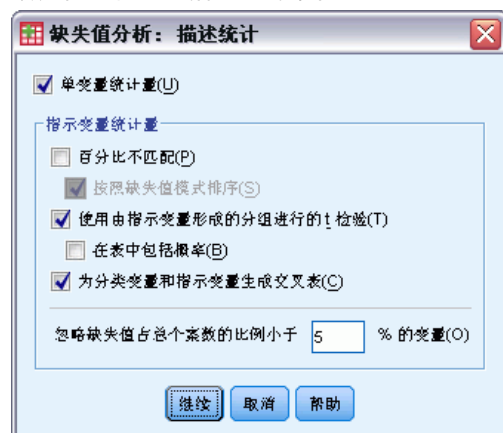 缺失值分析：描述统计
单变量统计量(U)
指示变量统计量
百分比不匹配(P)
按照缺失值模式排序(S)
使用由指示变量形成的分组进行的t检验(T)
在表中包括概率(B)
为分类变量和指示变量生成交叉表(C)
忽略缺失值占总个案数的比例小于 5 % 的变量(O)
继续 取消 帮助